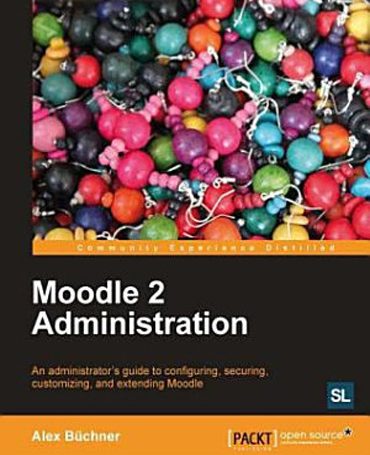 Community Experience Distilled
Moodle 2
Administration
An administrator's guide to configuring, securing,
customizing, and extending Moodle
SL
Alex Büchner
[PACKT] open source*
PUBLISHING